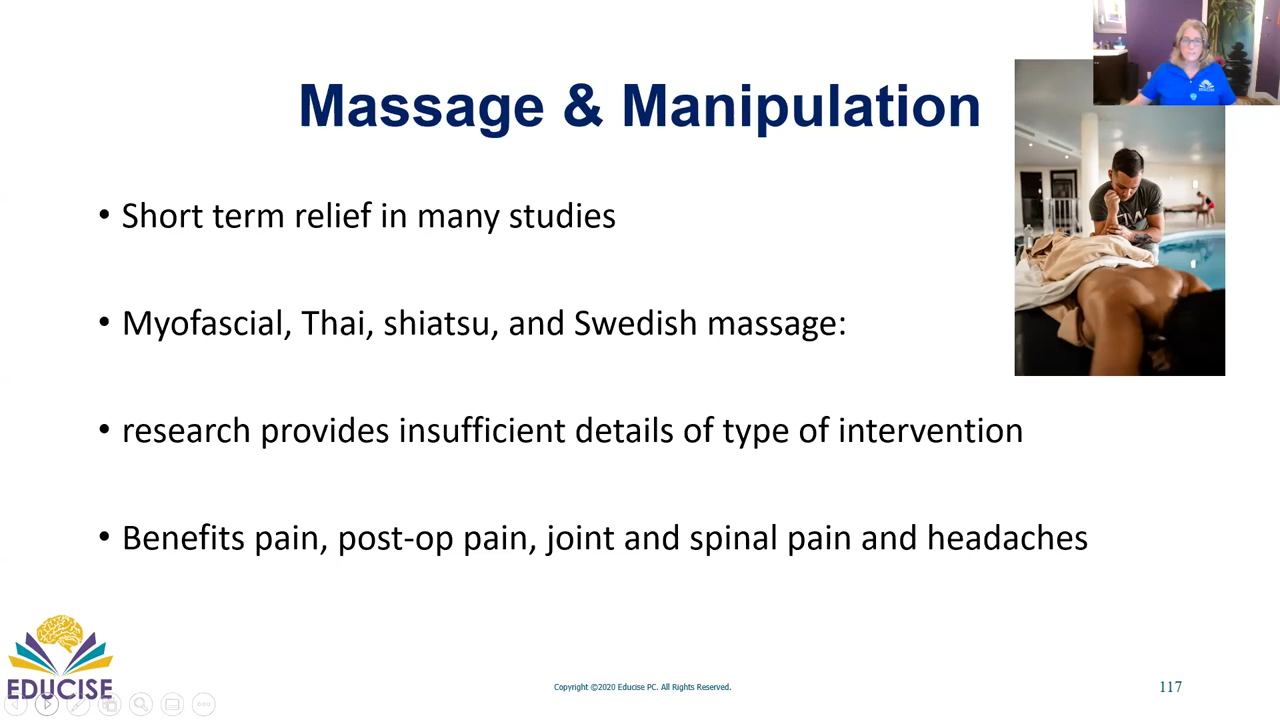 Massage & Manipulation
• Short term relief in many studies
• Myofascial, Thai, shiatsu, and Swedish massage:
• research provides insufficient details of type of intervention
• Benefits pain, post-op pain, joint and spinal pain and headaches
EDUCISE
EDUCISE
Copyright ©2020 Educise PC. All Rights Reserved.
117